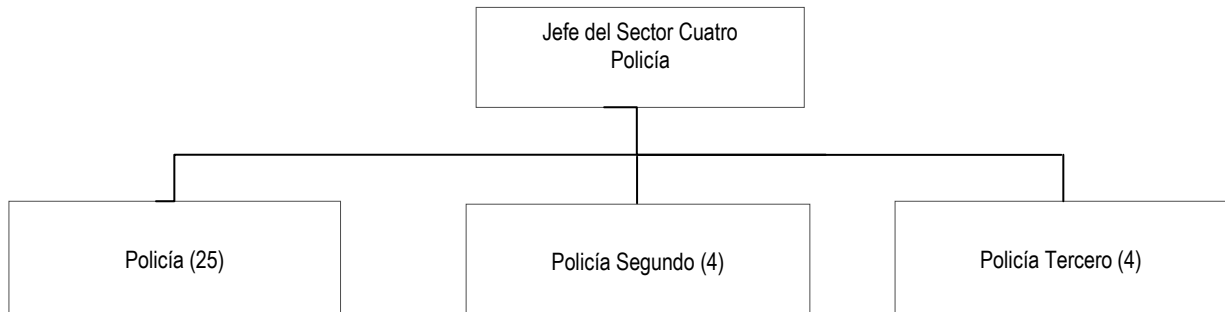 Jefe del Sector Cuatro
Policía
Policía (25)
Policía Segundo (4)
Policía Tercero (4)